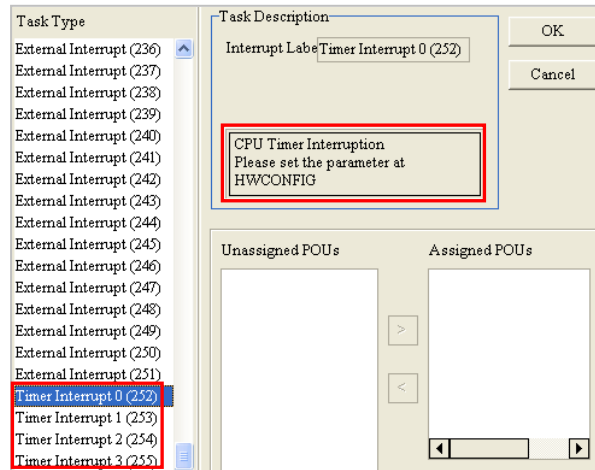 Task Type
External Interrupt (236)
External Interrupt (237)
External Interrupt (238)
External Interrupt (239)
External Interrupt (240)
External Interrupt (241)
External Interrupt (242)
External Interrupt (243)
External Interrupt (244)
External Interrupt (245)
External Interrupt (246)
External Interrupt (247)
External Interrupt (248)
External Interrupt (249)
External Interrupt (250)
External Interrupt (251)
Timer Interrupt 0 (252)
Timer Interrupt 1 (253)
Timer Interrupt 2 (254)
Timer Interrupt 3 (255)
Task Description
Interrupt Labe Timer Interrupt 0 (252)
CPU Timer Interruption
Please set the parameter at
HWCONFIG
OK
Cancel
Unassigned POUs
Assigned POUs
>
<